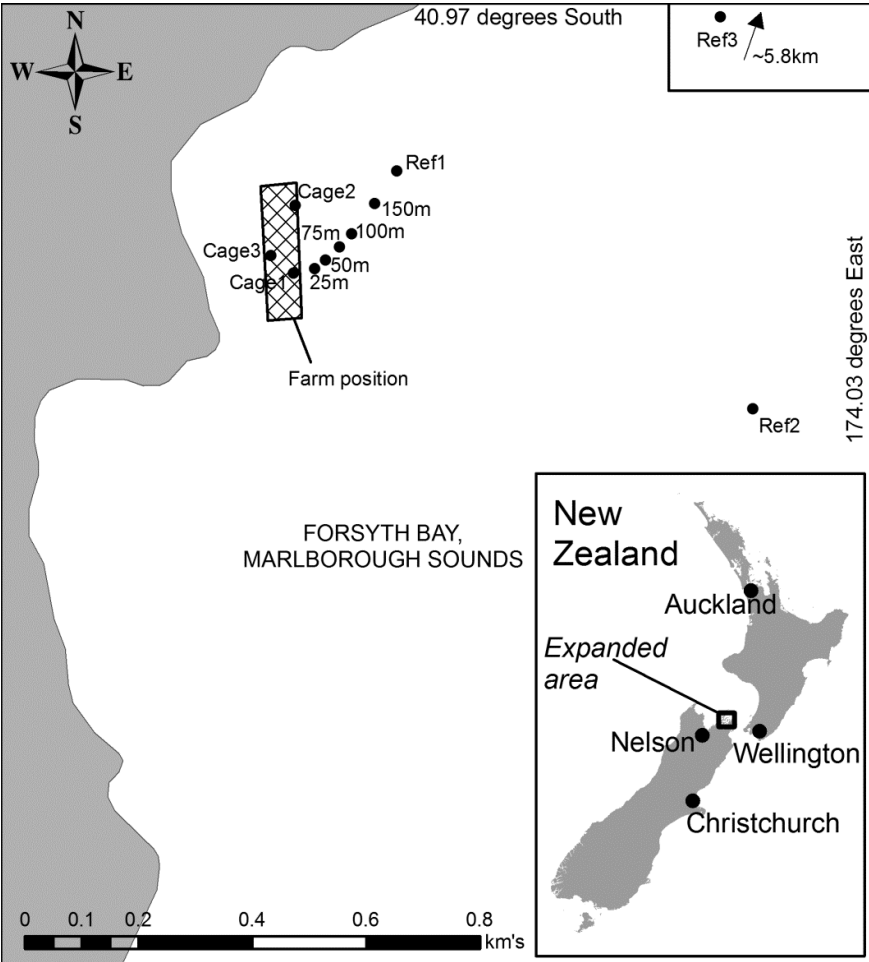 40.97 degrees South
N
W
E
S
Ref3
~5.8km
Ref1
Cage2
150m
75m
100m
Cage3
50m
Cage1
25m
Farm position
174.03 degrees East
Ref2
FORSYTH BAY,
MARLBOROUGH SOUNDS
New
Zealand
Auckland
Expanded
area
Nelson
Wellington
Christchurch
0 0.1 0.2 0.4 0.6 0.8
km's